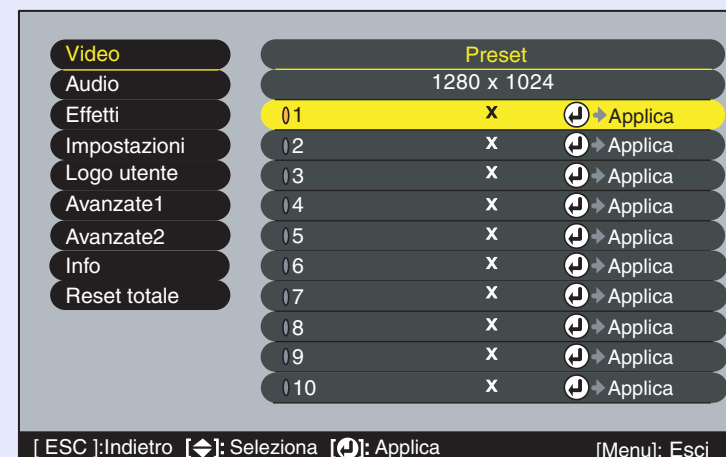 Video
Audio
Effetti
Impostazioni
Logo utente
Avanzate1
Avanzate2
Info
Reset totale
Preset
1280 x 1024
1 x Applica
2 x Applica
3 x Applica
4 x Applica
5 x Applica
6 x Applica
7 x Applica
8 x Applica
9 x Applica
10 x Applica
[ ESC ]:Indietro [ ]: Seleziona [ ]: Applica [Menu]: Esci